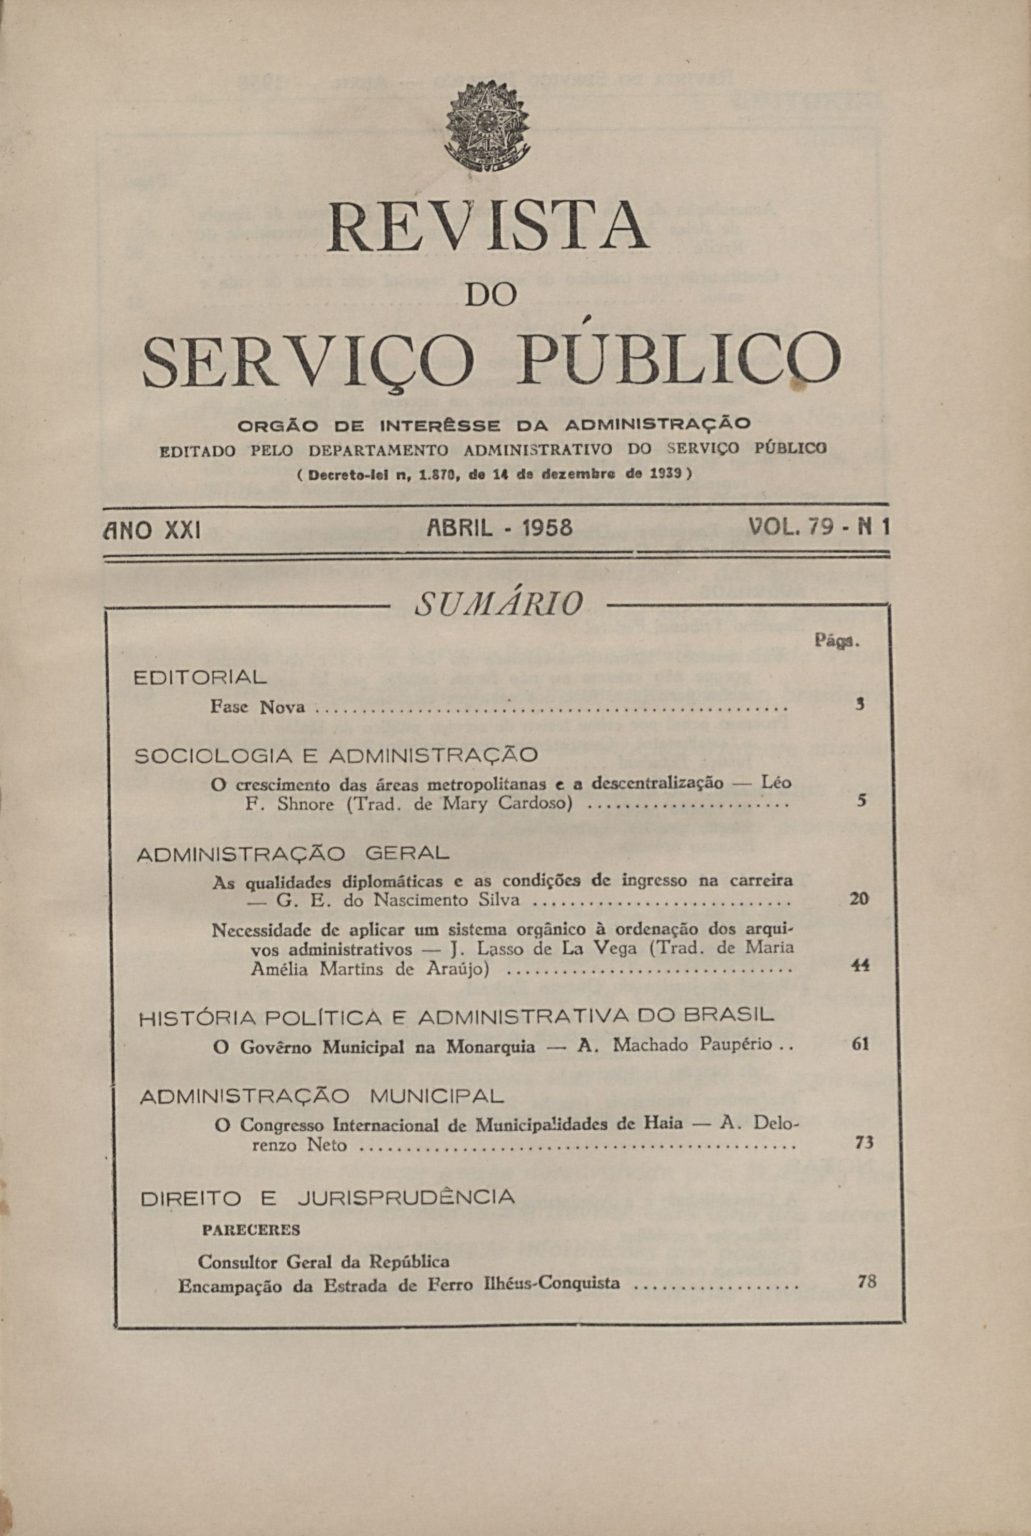 REVISTA
DO
SERVIÇO PÚBLICO
ORGÃO DE INTERÊSSE DA ADMINISTRAÇÃO
EDITADO PELO DEPARTAMENTO ADMINISTRATIVO DO SERVIÇO PÚBLICO
( Decreto-lei n, 1.870, de 14 de dezembro de 1939 )
ANO XXI ABRIL - 1958 VOL. 79 - N 1
SUMÁRIO
Págs.
EDITORIAL
Fase Nova .................................................. 3
SOCIOLOGIA E ADMINISTRAÇÃO
O crescimento das áreas metropolitanas e a descentralização — Léo
F. Shnore (Trad. de Mary Cardoso) ...................... 5
ADMINISTRAÇÃO GERAL
As qualidades diplomáticas e as condições de ingresso na carreira
— G. E. do Nascimento Silva ............................ 20
Necessidade de aplicar um sistema orgânico à ordenação dos arqui-
vos administrativos — J. Lasso de La Vega (Trad. de Maria
Amélia Martins de Araújo) ............................... 44
HISTÓRIA POLÍTICA E ADMINISTRATIVA DO BRASIL
O Govêrno Municipal na Monarquia — A. Machado Paupério .. 61
ADMINISTRAÇÃO MUNICIPAL
O Congresso Internacional de Municipalidades de Haia — A. Delo-
renzo Neto ............................................... 73
DIREITO E JURISPRUDÊNCIA
PARECERES
Consultor Geral da República
Encampação da Estrada de Ferro Ilhéus-Conquista .................. 78